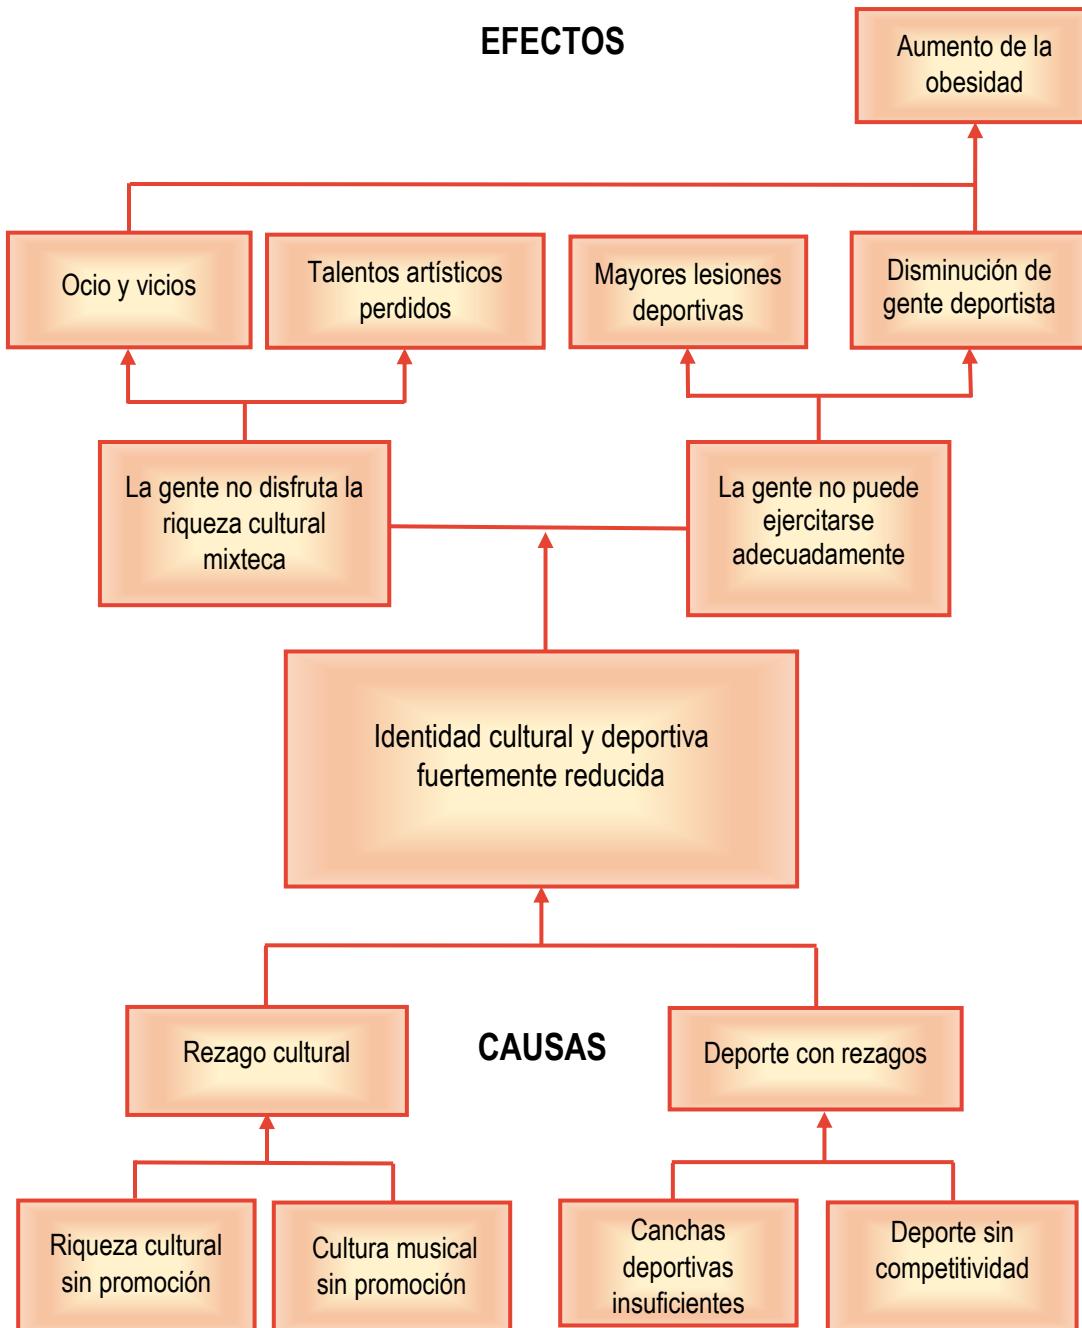 EFECTOS
Aumento de la
obesidad
Ocio y vicios
Talentos artísticos
perdidos
Mayores lesiones
deportivas
Disminución de
gente deportista
La gente no disfruta la
riqueza cultural
mixteca
La gente no puede
ejercitarse
adecuadamente
Identidad cultural y deportiva
fuertemente reducida
Rezago cultural
CAUSAS
Deporte con rezagos
Riqueza cultural
sin promoción
Cultura musical
sin promoción
Canchas
deportivas
insuficientes
Deporte sin
competitividad